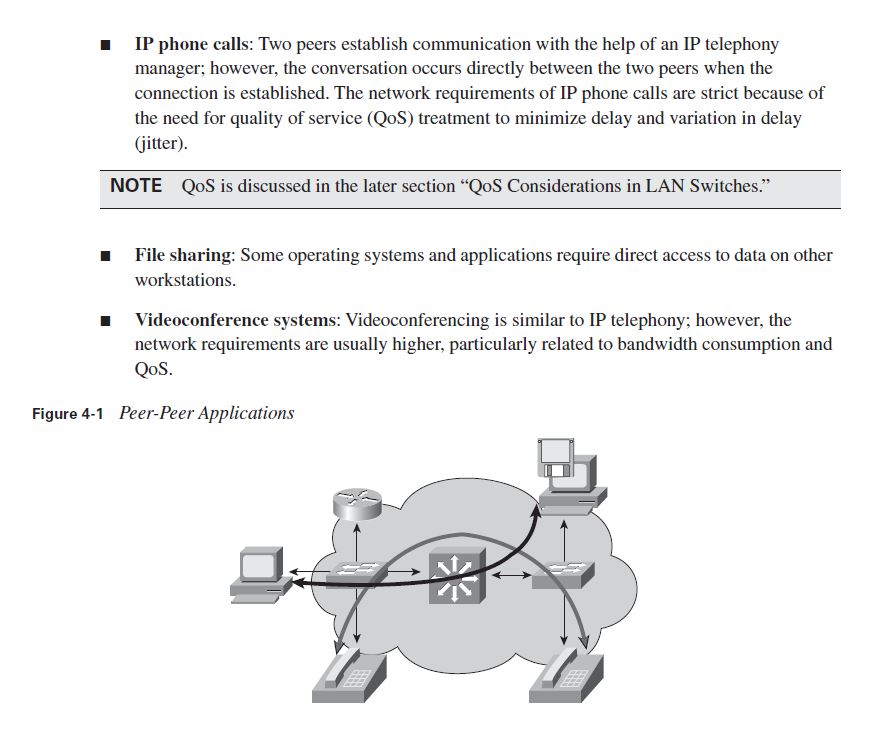 ■ IP phone calls: Two peers establish communication with the help of an IP telephony
manager; however, the conversation occurs directly between the two peers when the
connection is established. The network requirements of IP phone calls are strict because of
the need for quality of service (QoS) treatment to minimize delay and variation in delay
(jitter).
NOTE QoS is discussed in the later section “QoS Considerations in LAN Switches.”
■ File sharing: Some operating systems and applications require direct access to data on other
workstations.
■ Videoconference systems: Videoconferencing is similar to IP telephony; however, the
network requirements are usually higher, particularly related to bandwidth consumption and
QoS.
Figure 4-1 Peer-Peer Applications